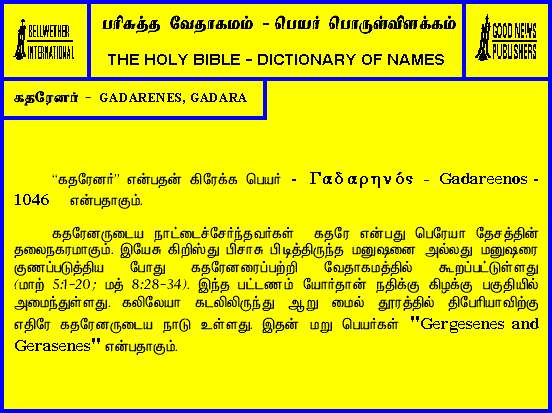 BELLWETHER
INTERNATIONAL
பரிசுத்த வேதாகமம் - பெயர் பொருள்விளக்கம்
THE HOLY BIBLE - DICTIONARY OF NAMES
GOOD NEWS
PUBLISHERS
கதரேனர் - GADARENES, GADARA
“கதரேனர்” என்பதன் கிரேக்க பெயர் - Γαδαρηνός - Gadareenos -
1046 என்பதாகும்.
கதரேனருடைய நாட்டைச்சேர்ந்தவர்கள் கதரே என்பது பெரேயா தேசத்தின்
தலைநகரமாகும். இயேசு கிறிஸ்து பிசாசு பிடித்திருந்த மனுஷனை அல்லது மனுஷரை
குணப்படுத்திய போது கதரேனரைப்பற்றி வேதாகமத்தில் கூறப்பட்டுள்ளது
(மாற் 5:1-20; மத் 8:28-34). இந்த பட்டணம் யோர்தான் நதிக்கு கிழக்கு பகுதியில்
அமைந்துள்ளது. கலிலேயா கடலிலிருந்து ஆறு மைல் தூரத்தில் திபேரியாவிற்கு
எதிரே கதரேனருடைய நாடு உள்ளது. இதன் மறு பெயர்கள் "Gergesenes and
Gerasenes" என்பதாகும்.